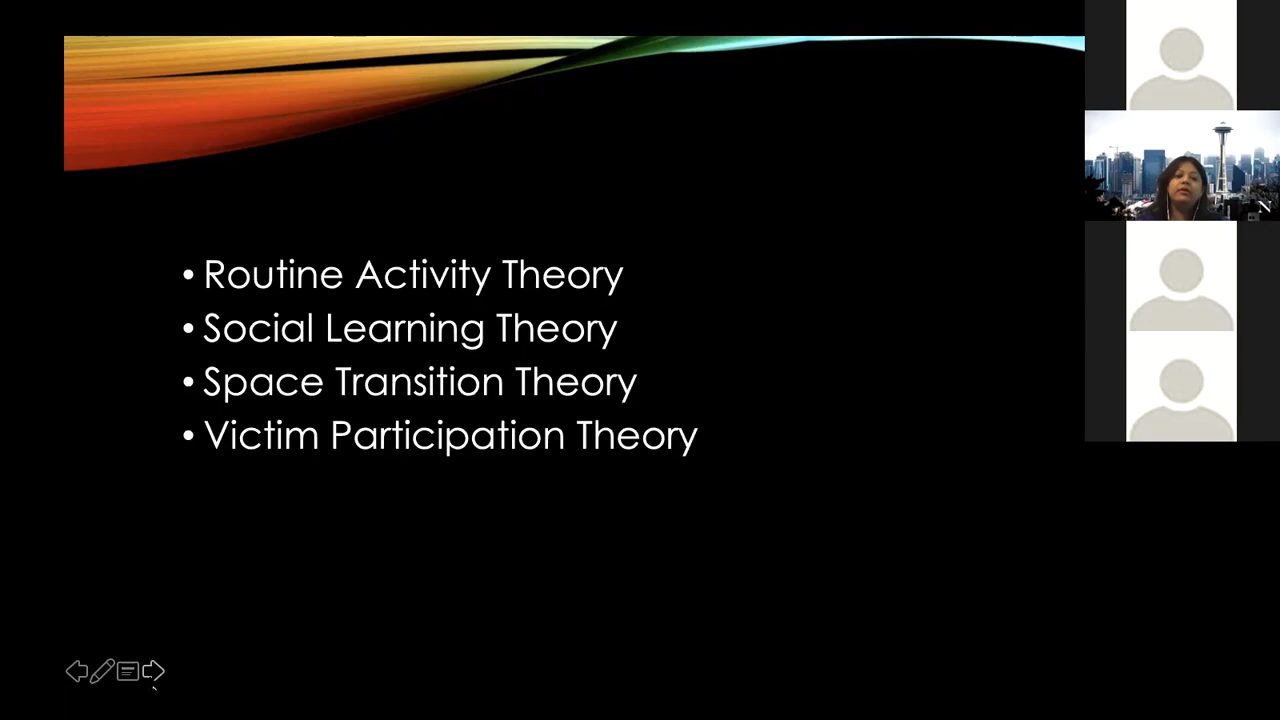 • Routine Activity Theory
• Social Learning Theory
• Space Transition Theory
• Victim Participation Theory